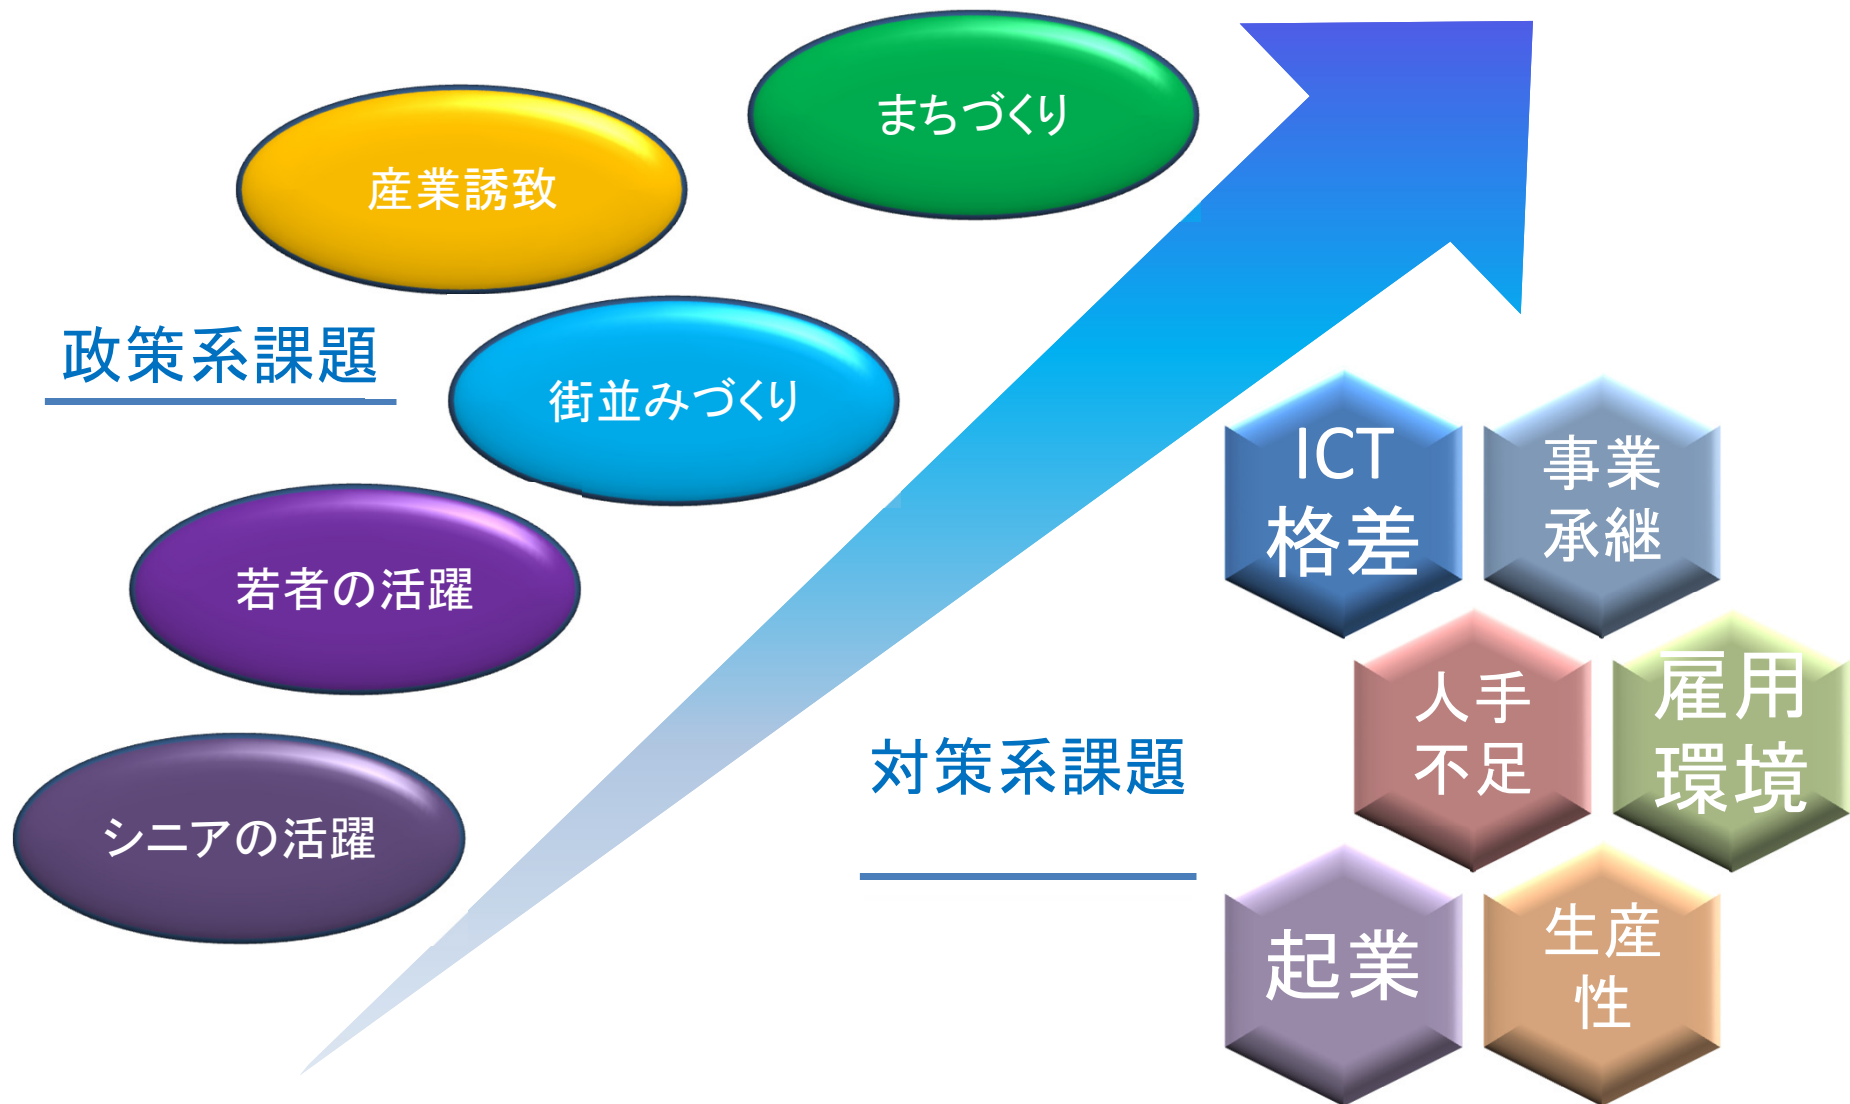 まちづくり
産業誘致
政策系課題
街並みづくり
若者の活躍
シニアの活躍
対策系課題
ICT
格差
事業
承継
人手
不足
雇用
環境
起業
生産
性